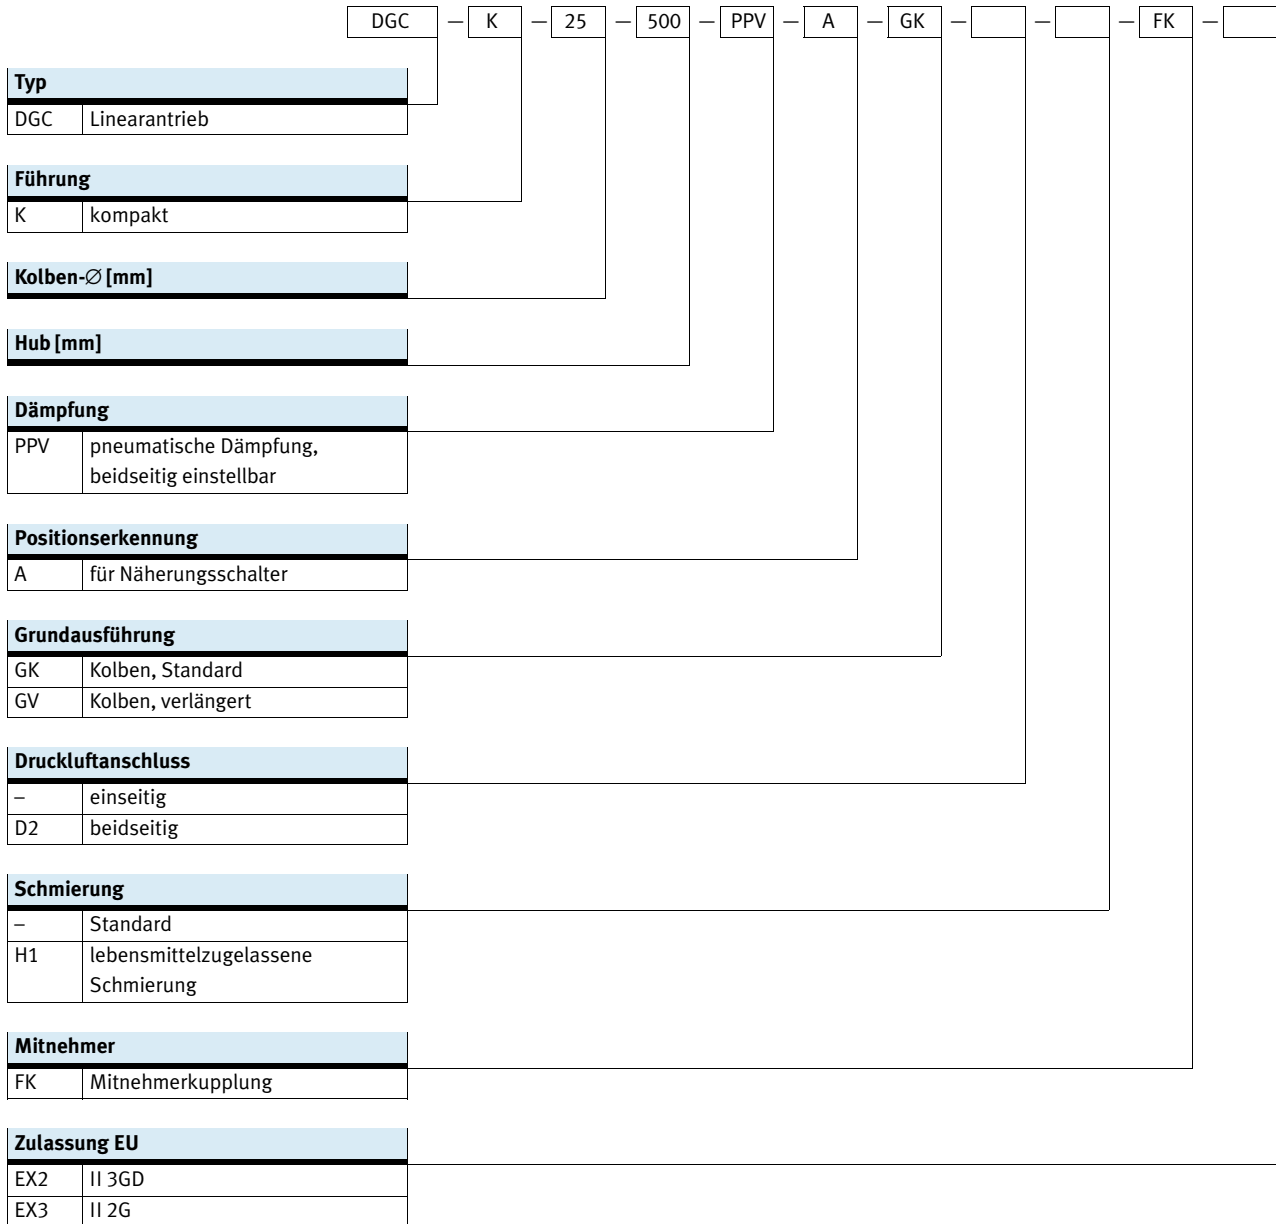 DGC — K — 25 — 500 — PPV — A — GK — — — FK —
Typ
DGC Linearantrieb
Führung
K kompakt
Kolben-∅ [mm]
Hub [mm]
Dämpfung
PPV pneumatische Dämpfung,
beidseitig einstellbar
Positionserkennung
A für Näherungsschalter
Grundausführung
GK Kolben, Standard
GV Kolben, verlängert
Druckluftanschluss
– einseitig
D2 beidseitig
Schmierung
– Standard
H1 lebensmittelzugelassene
Schmierung
Mitnehmer
FK Mitnehmerkupplung
Zulassung EU
EX2 II 3GD
EX3 II 2G